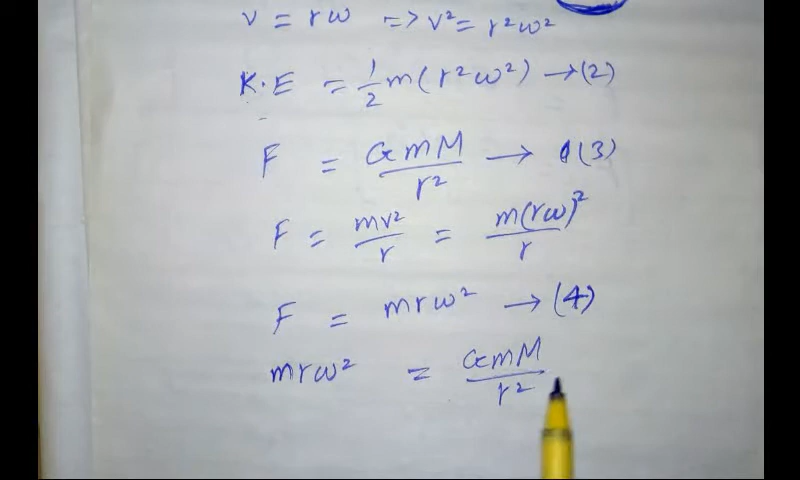 v = rω => v² = r²ω²
K.E = 1/2 m(r²ω²) → (2)
F = GmM/r² → (3)
F = mv²/r = m(rω)²/r
F = mrω² → (4)
mrω² = GmM/r²